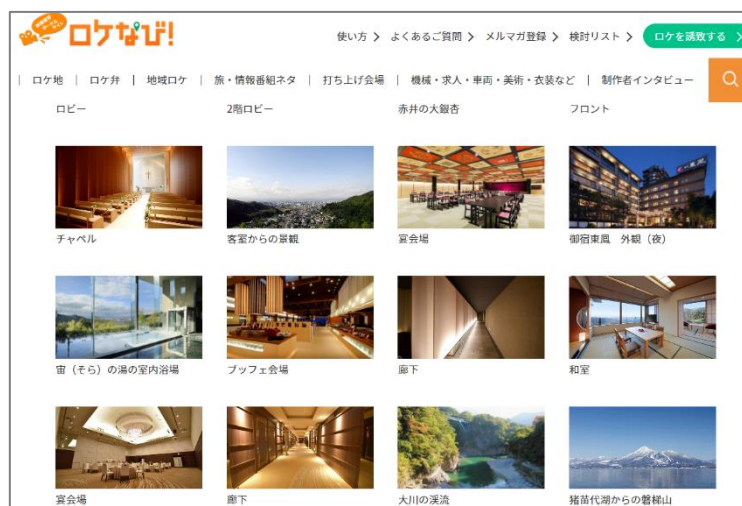 ロケなび!
使い方 > よくあるご質問 > メルマガ登録 > 検討リスト > ロケを誘致する >
| ロケ地 | ロケ弁 | 地域ロケ | 旅・情報番組ネタ | 打ち上げ会場 | 機械・求人・車両・美術・衣装など | 制作者インタビュー
ロビー 2階ロビー 赤井の大銀杏 フロント
チャペル 客室からの景観 宴会場 御宿東鳳 外観（夜）
宙（そら）の湯の室内浴場 ブッフェ会場 廊下 和室
宴会場 廊下 大川の渓流 猪苗代湖からの磐梯山